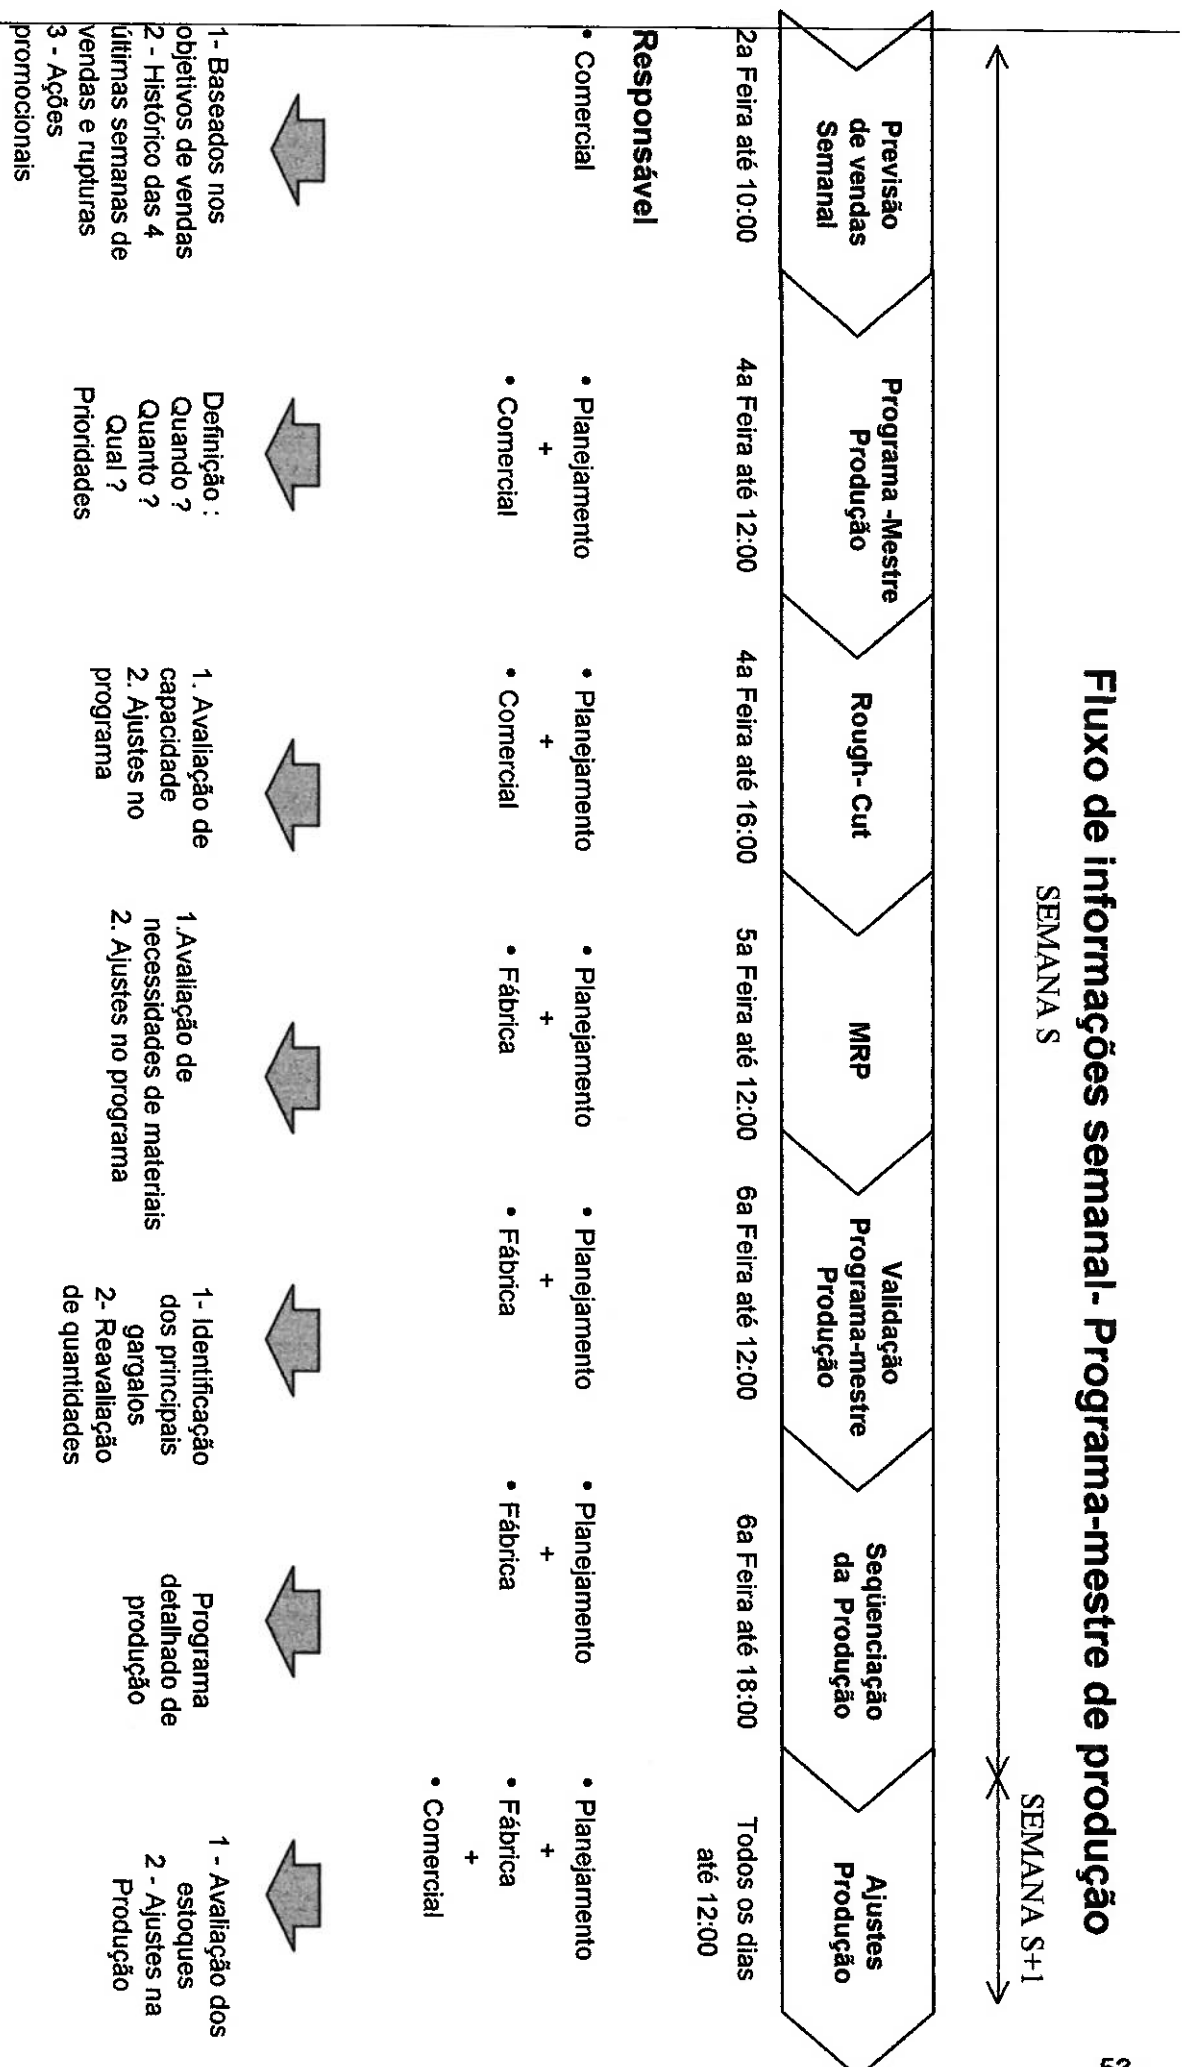 Fluxo de informações semanal- Programa-mestre de produção
SEMANA S
SEMANA S+1
Previsão
de vendas
Semanal
Programa -Mestre
Produção
Rough- Cut
MRP
Validação
Programa-mestre
Produção
Seqüenciação
da Produção
Ajustes
Produção
2a Feira até 10:00
4a Feira até 12:00
4a Feira até 16:00
5a Feira até 12:00
6a Feira até 12:00
6a Feira até 18:00
Todos os dias
até 12:00
Responsável
• Comercial
• Planejamento
+
• Comercial
• Planejamento
+
• Comercial
• Planejamento
+
• Fábrica
• Planejamento
+
• Fábrica
• Planejamento
+
• Fábrica
• Planejamento
+
• Fábrica
+
• Comercial
1- Baseados nos
objetivos de vendas
2 - Histórico das 4
últimas semanas de
vendas e rupturas
3 - Ações
promocionais
Definição :
Quando ?
Quanto ?
Qual ?
Prioridades
1. Avaliação de
capacidade
2. Ajustes no
programa
1.Avaliação de
necessidades de materiais
2. Ajustes no programa
1- Identificação
dos principais
gargalos
2- Reavaliação
de quantidades
Programa
detalhado de
produção
1 - Avaliação dos
estoques
2 - Ajustes na
Produção